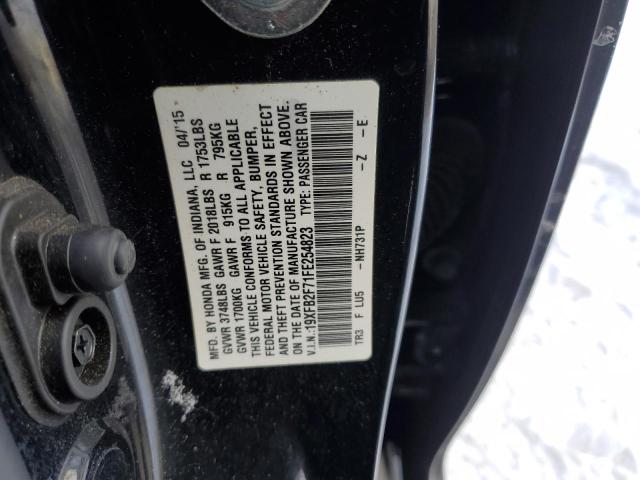 MFD. BY HONDA MFG. OF INDIANA, LLC 04/'15
GVWR 3748LBS GAWR F 2018LBS R 1753LBS
GVWR 1700KG GAWR F 915KG R 795KG
THIS VEHICLE CONFORMS TO ALL APPLICABLE
FEDERAL MOTOR VEHICLE SAFETY, BUMPER,
AND THEFT PREVENTION STANDARDS IN EFFECT
ON THE DATE OF MANUFACTURE SHOWN ABOVE.
V.I.N.:19XFB2F71FE254823 TYPE: PASSENGER CAR
TR3 F LU5 -NH731P -Z -E